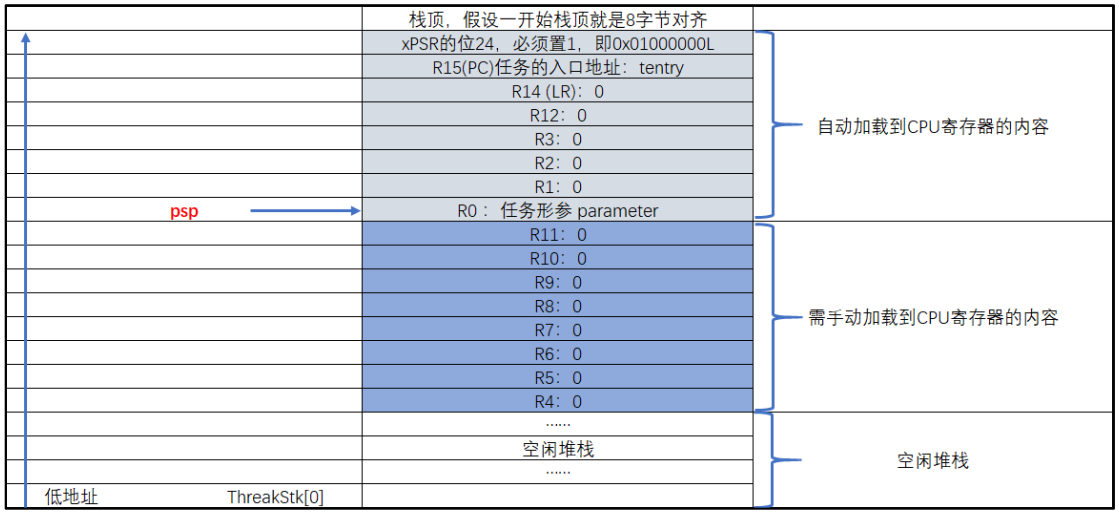 栈顶，假设一开始栈顶就是8字节对齐
xPSR的位24，必须置1，即0x01000000L
R15(PC)任务的入口地址：tentry
R14 (LR)：0
R12：0
R3：0
R2：0
R1：0
psp
R0 ：任务形参 parameter
自动加载到CPU寄存器的内容
R11：0
R10：0
R9：0
R8：0
R7：0
R6：0
R5：0
R4：0
需手动加载到CPU寄存器的内容
……
空闲堆栈
……
空闲堆栈
低地址 ThreakStk[0]